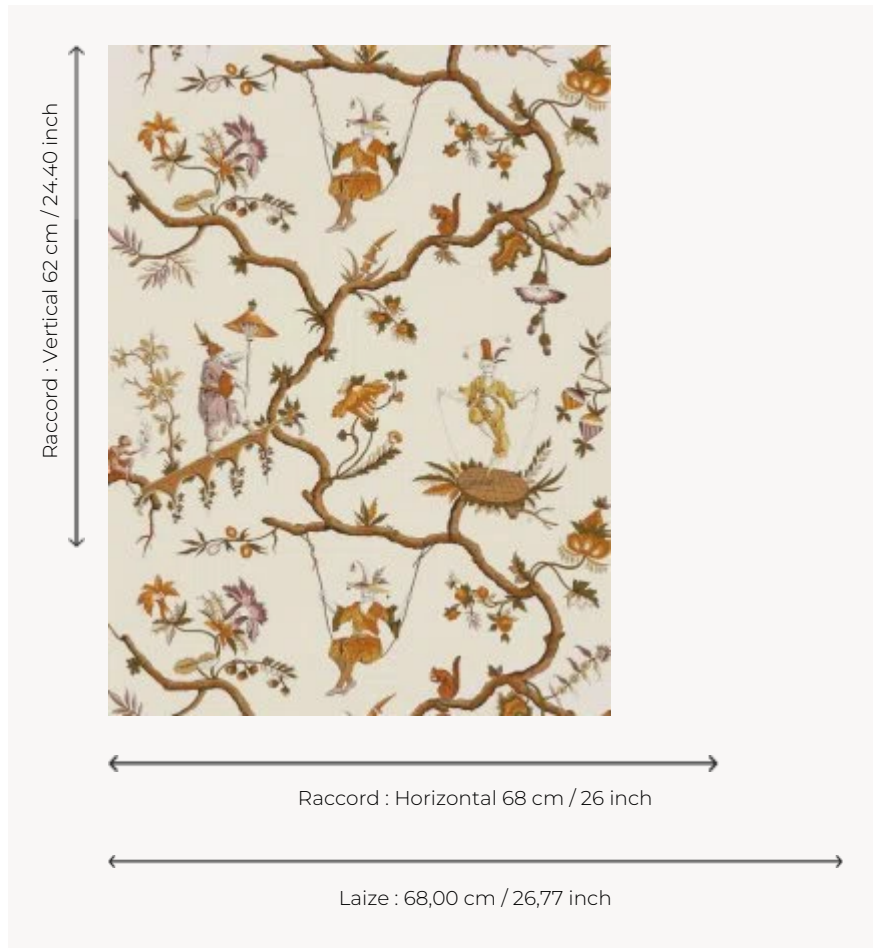 Raccord : Vertical 62 cm / 24.40 inch
Raccord : Horizontal 68 cm / 26 inch
Laize : 68,00 cm / 26,77 inch